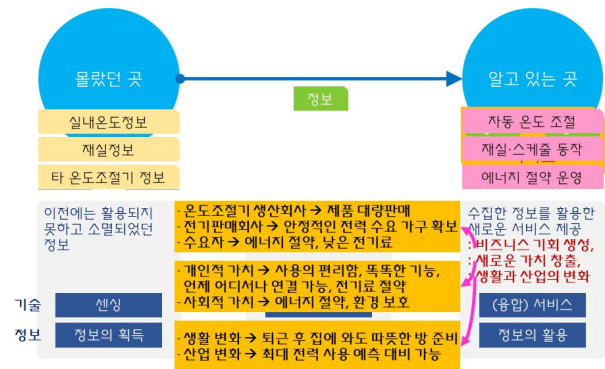 몰랐던 곳
알고 있는 곳
정보
실내온도정보
재실정보
타 온도조절기 정보
자동 온도 조절
재실·스케줄 동작
에너지 절약 운영
이전에는 활용되지
못하고 소멸되었던
정보
- 온도조절기 생산회사 → 제품 대량판매
- 전기판매회사 → 안정적인 전력 수요 가구 확보
- 수요자 → 에너지 절약, 낮은 전기료
- 개인적 가치 → 사용의 편리함, 똑똑한 기능,
언제 어디서나 연결 가능, 전기료 절약
- 사회적 가치 → 에너지 절약, 환경 보호
- 생활 변화 → 퇴근 후 집에 와도 따뜻한 방 준비
- 산업 변화 → 최대 전력 사용 예측 대비 가능
수집한 정보를 활용한
새로운 서비스 제공
: 비즈니스 기회 생성,
: 새로운 가치 창출,
: 생활과 산업의 변화
기술
센싱
(융합) 서비스
정보
정보의 획득
정보의 활용